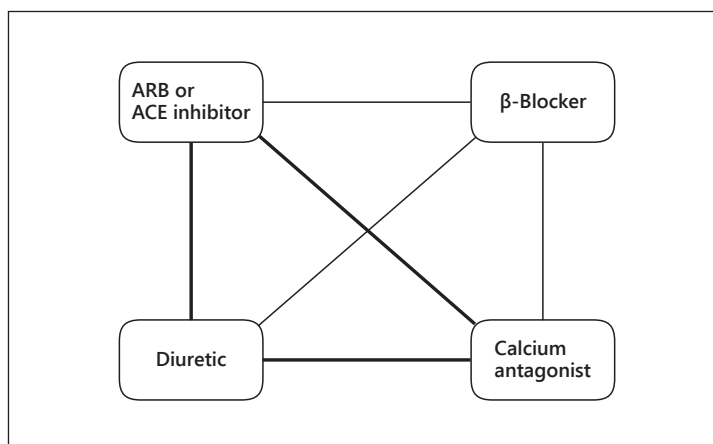 ARB or
ACE inhibitor
β-Blocker
Diuretic
Calcium
antagonist